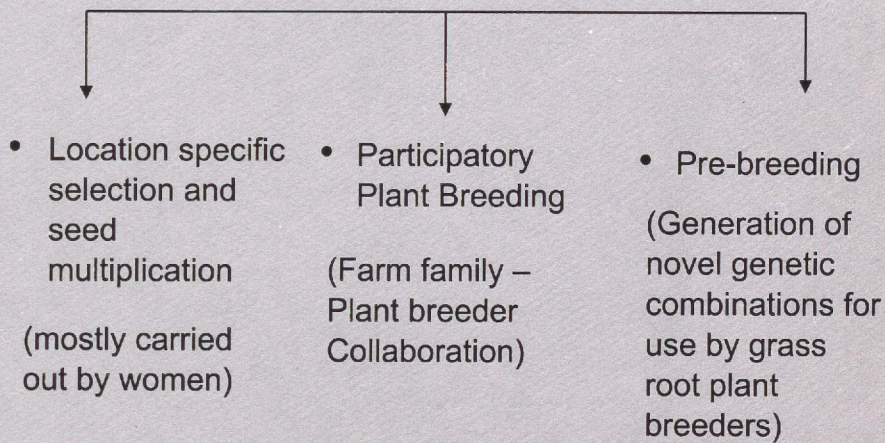 • Location specific
selection and
seed
multiplication
(mostly carried
out by women)
• Participatory
Plant Breeding
(Farm family –
Plant breeder
Collaboration)
• Pre-breeding
(Generation of
novel genetic
combinations for
use by grass
root plant
breeders)